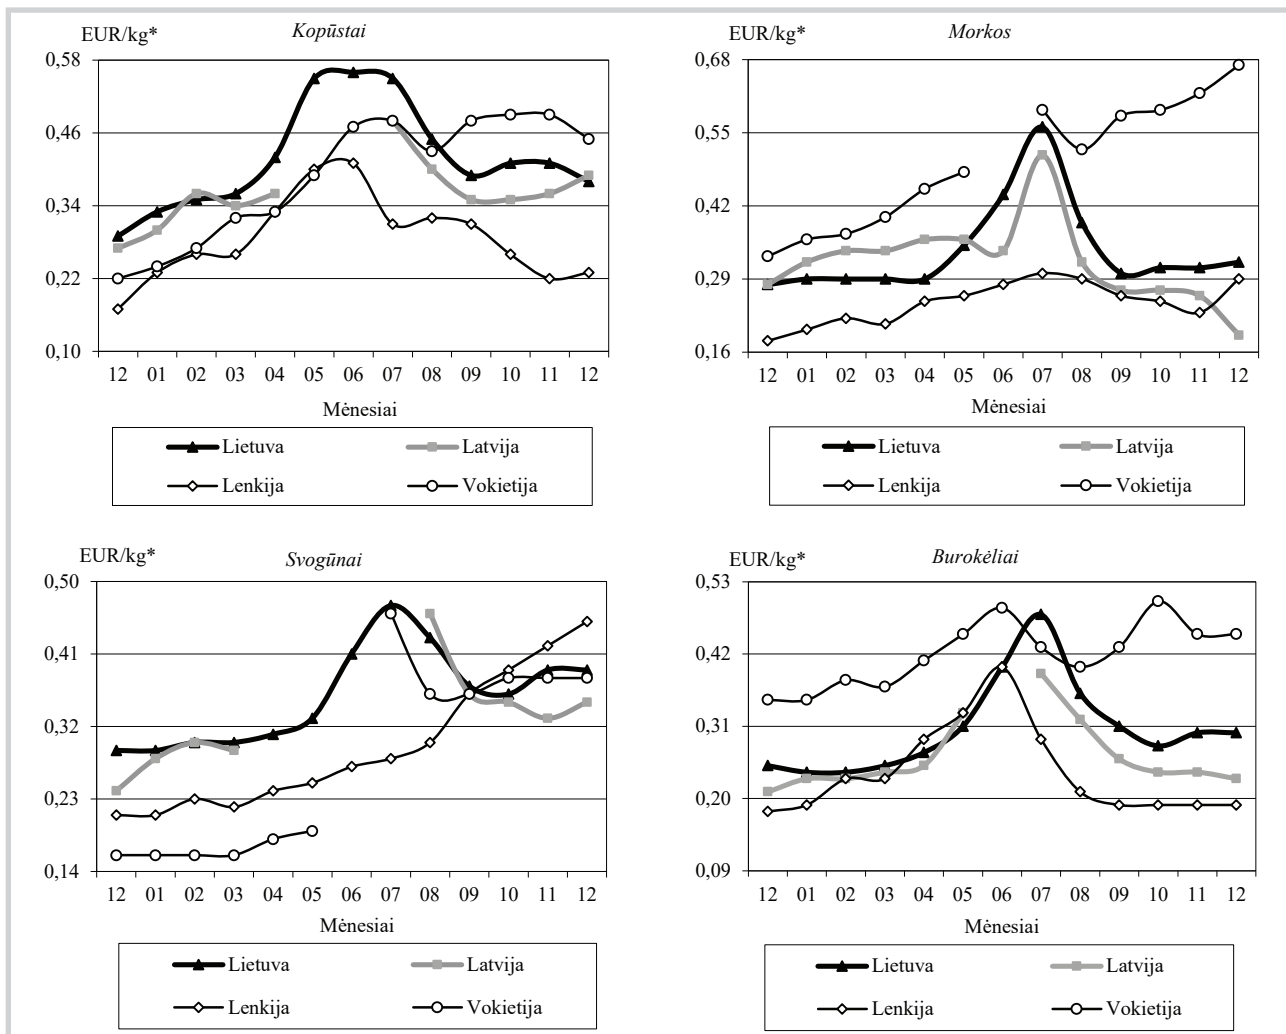 EUR/kg*
Kopūstai
0,58
0,46
0,34
0,22
0,10
12 01 02 03 04 05 06 07 08 09 10 11 12
Mėnesiai
Lietuva Latvija
Lenkija Vokietija
EUR/kg*
Morkos
0,68
0,55
0,42
0,29
0,16
12 01 02 03 04 05 06 07 08 09 10 11 12
Mėnesiai
Lietuva Latvija
Lenkija Vokietija
EUR/kg*
Svogūnai
0,50
0,41
0,32
0,23
0,14
12 01 02 03 04 05 06 07 08 09 10 11 12
Mėnesiai
Lietuva Latvija
Lenkija Vokietija
EUR/kg*
Burokėliai
0,53
0,42
0,31
0,20
0,09
12 01 02 03 04 05 06 07 08 09 10 11 12
Mėnesiai
Lietuva Latvija
Lenkija Vokietija